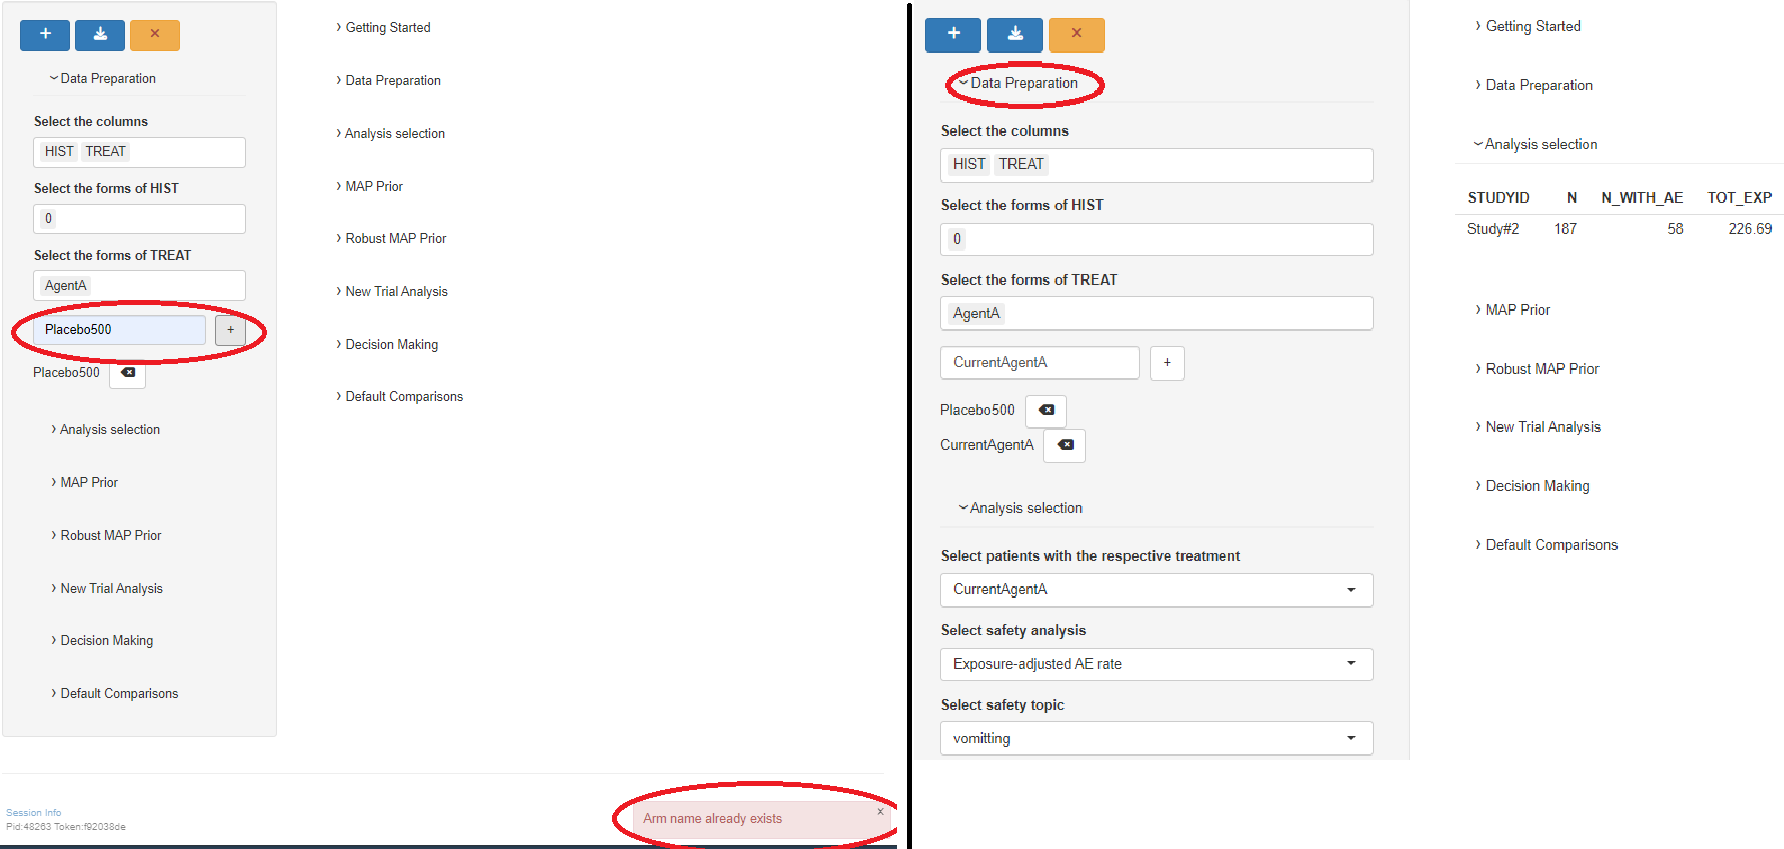 Data Preparation
Select the columns
HIST TREAT
Select the forms of HIST
0
Select the forms of TREAT
AgentA
Placebo500 +
Placebo500
Analysis selection
MAP Prior
Robust MAP Prior
New Trial Analysis
Decision Making
Default Comparisons
Getting Started
Data Preparation
Analysis selection
MAP Prior
Robust MAP Prior
New Trial Analysis
Decision Making
Default Comparisons
Session Info
Pid:48263 Token:f92038de
Arm name already exists ×
Data Preparation
Select the columns
HIST TREAT
Select the forms of HIST
0
Select the forms of TREAT
AgentA
CurrentAgentA +
Placebo500
CurrentAgentA
Analysis selection
Select patients with the respective treatment
CurrentAgentA
Select safety analysis
Exposure-adjusted AE rate
Select safety topic
vomitting
Getting Started
Data Preparation
Analysis selection
STUDYID N N_WITH_AE TOT_EXP
Study#2 187 58 226.69
MAP Prior
Robust MAP Prior
New Trial Analysis
Decision Making
Default Comparisons